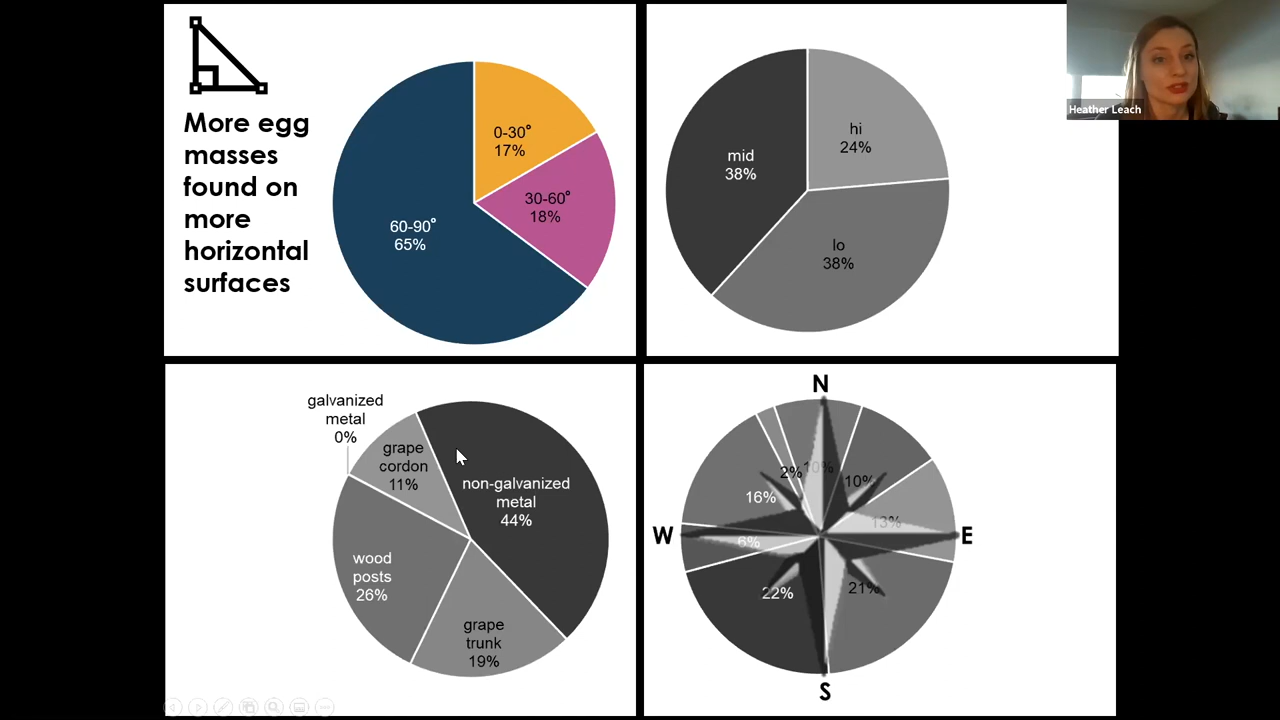 More egg
masses
found on
more
horizontal
surfaces
0-30°
17%
30-60°
18%
60-90°
65%
hi
24%
mid
38%
lo
38%
Heather Leach
galvanized
metal
0%
grape
cordon
11%
non-galvanized
metal
44%
wood
posts
26%
grape
trunk
19%
N
2%
10%
10%
16%
13%
W
E
6%
22%
21%
S